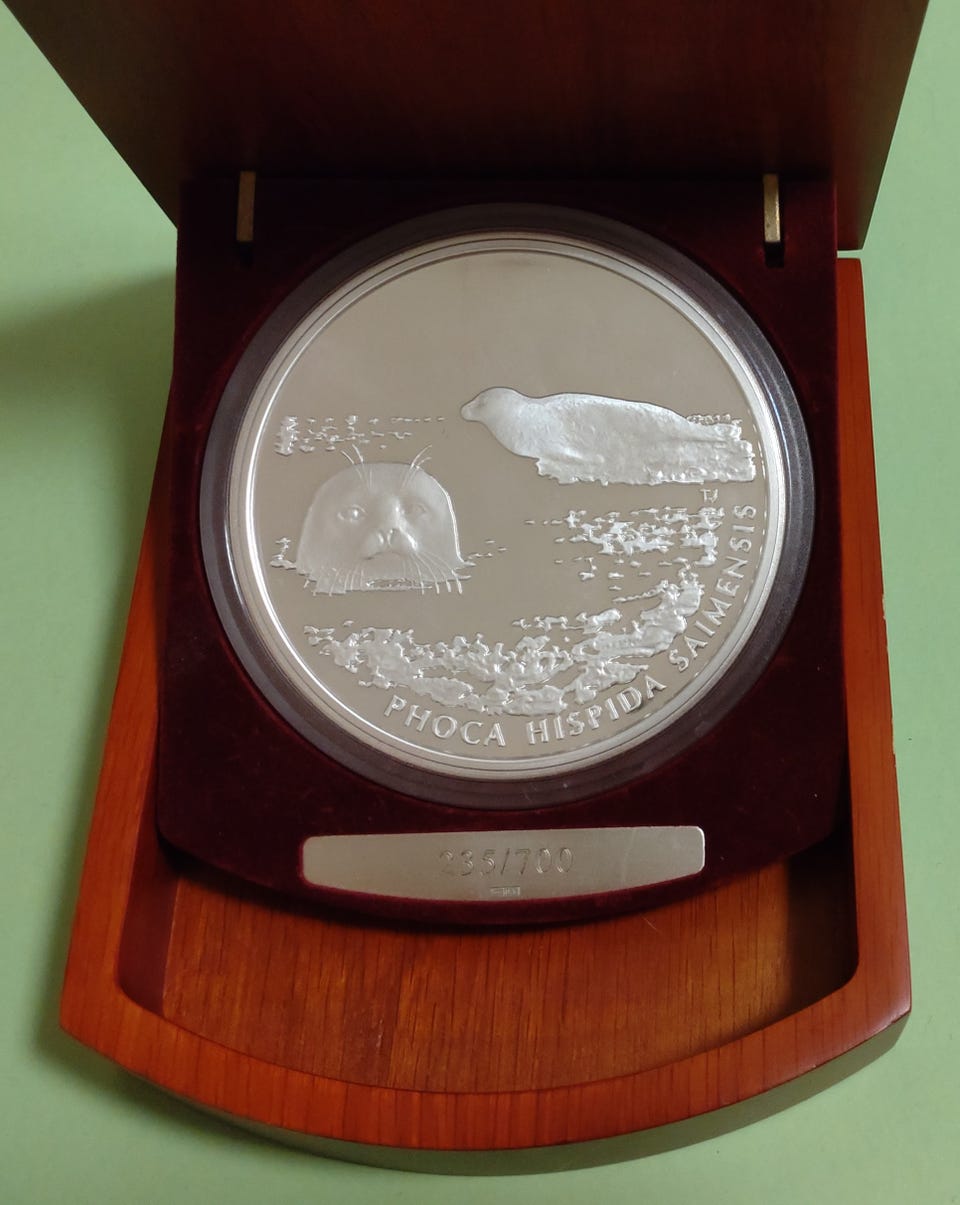 PHOCA HISPIDA SAIMENSIS
235/700